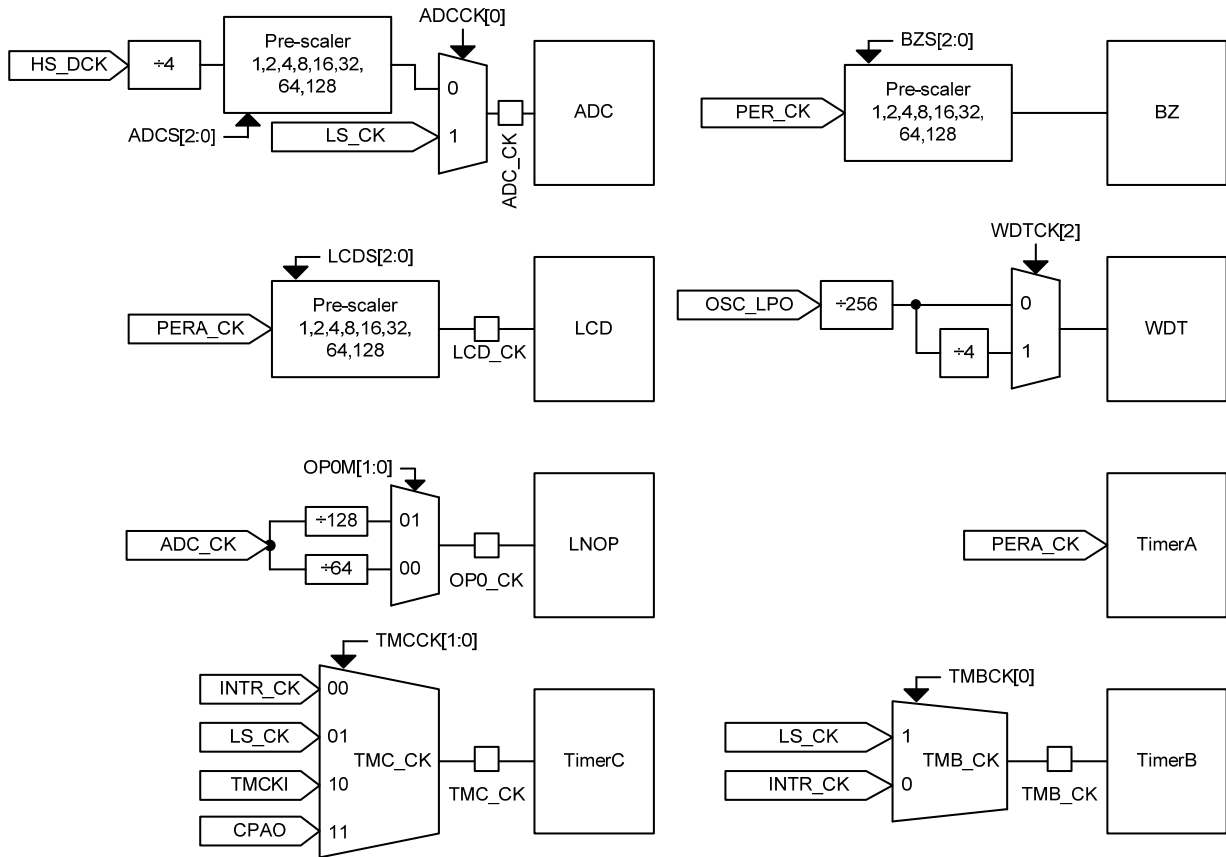 ADCCK[0]
HS_DCK
÷4
Pre-scaler
1,2,4,8,16,32,
64,128
0
ADCS[2:0]
LS_CK
1
ADC_CK
ADC
BZS[2:0]
PER_CK
Pre-scaler
1,2,4,8,16,32,
64,128
BZ
LCDS[2:0]
PERA_CK
Pre-scaler
1,2,4,8,16,32,
64,128
LCD_CK
LCD
WDTCK[2]
OSC_LPO
÷256
0
÷4
1
WDT
OP0M[1:0]
ADC_CK
÷128
01
÷64
00
OP0_CK
LNOP
PERA_CK
TimerA
TMCCK[1:0]
INTR_CK
00
LS_CK
01
TMCKI
10
CPAO
11
TMC_CK
TMC_CK
TimerC
TMBCK[0]
LS_CK
1
INTR_CK
0
TMB_CK
TMB_CK
TimerB